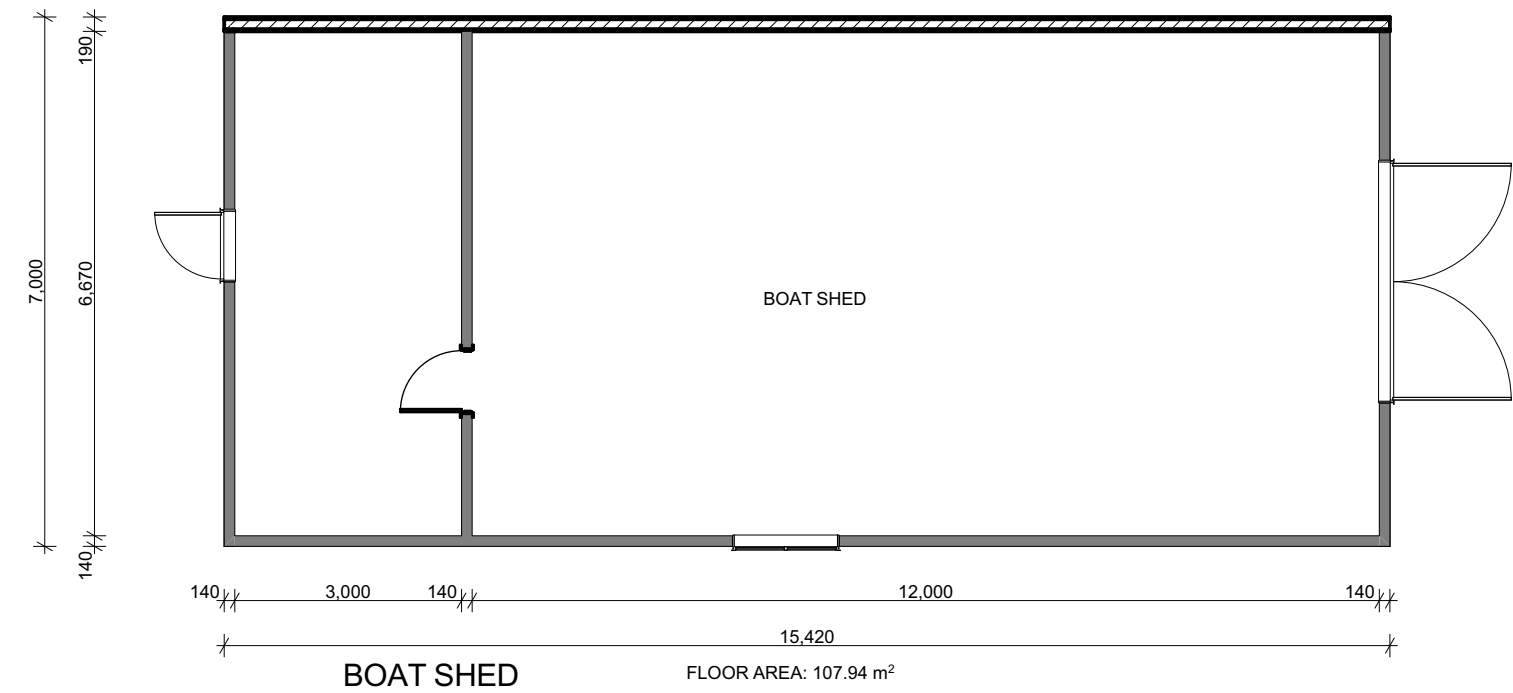 190
7,000
6,670
BOAT SHED
140
140 3,000 140 12,000 140
15,420
BOAT SHED
FLOOR AREA: 107.94 m²